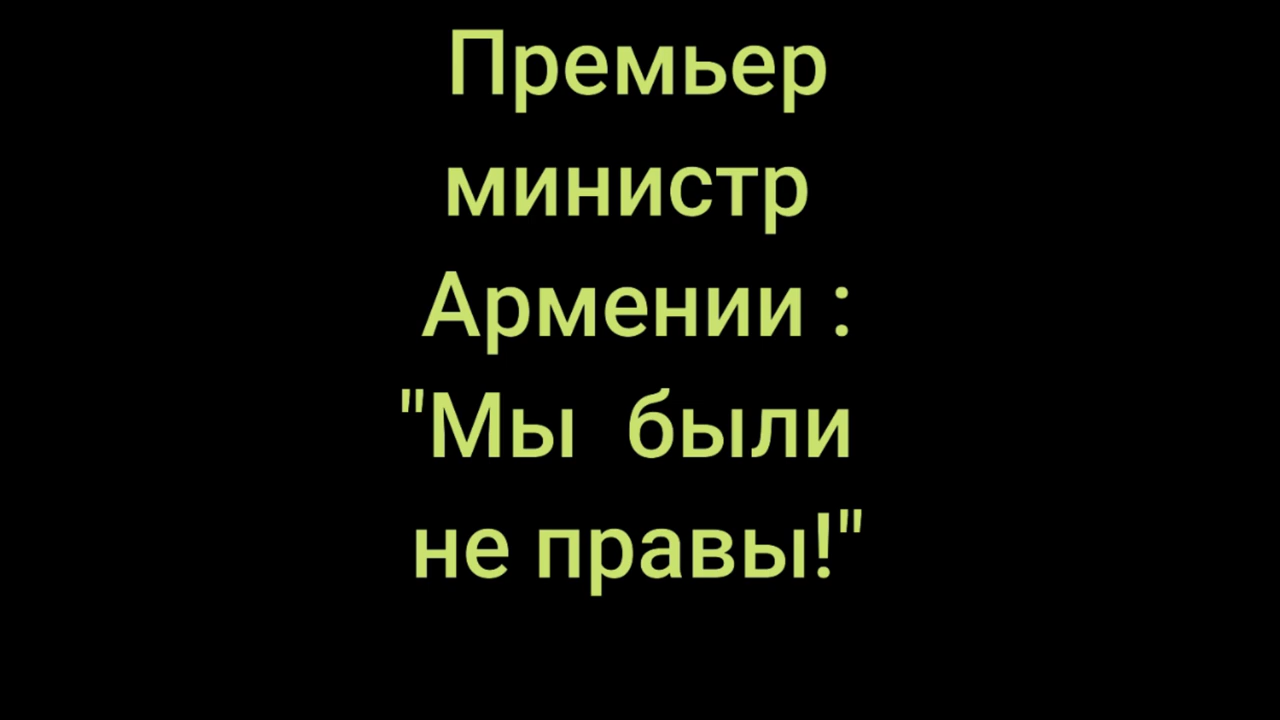 Премьер
министр
Армении :
"Мы были
не правы!"